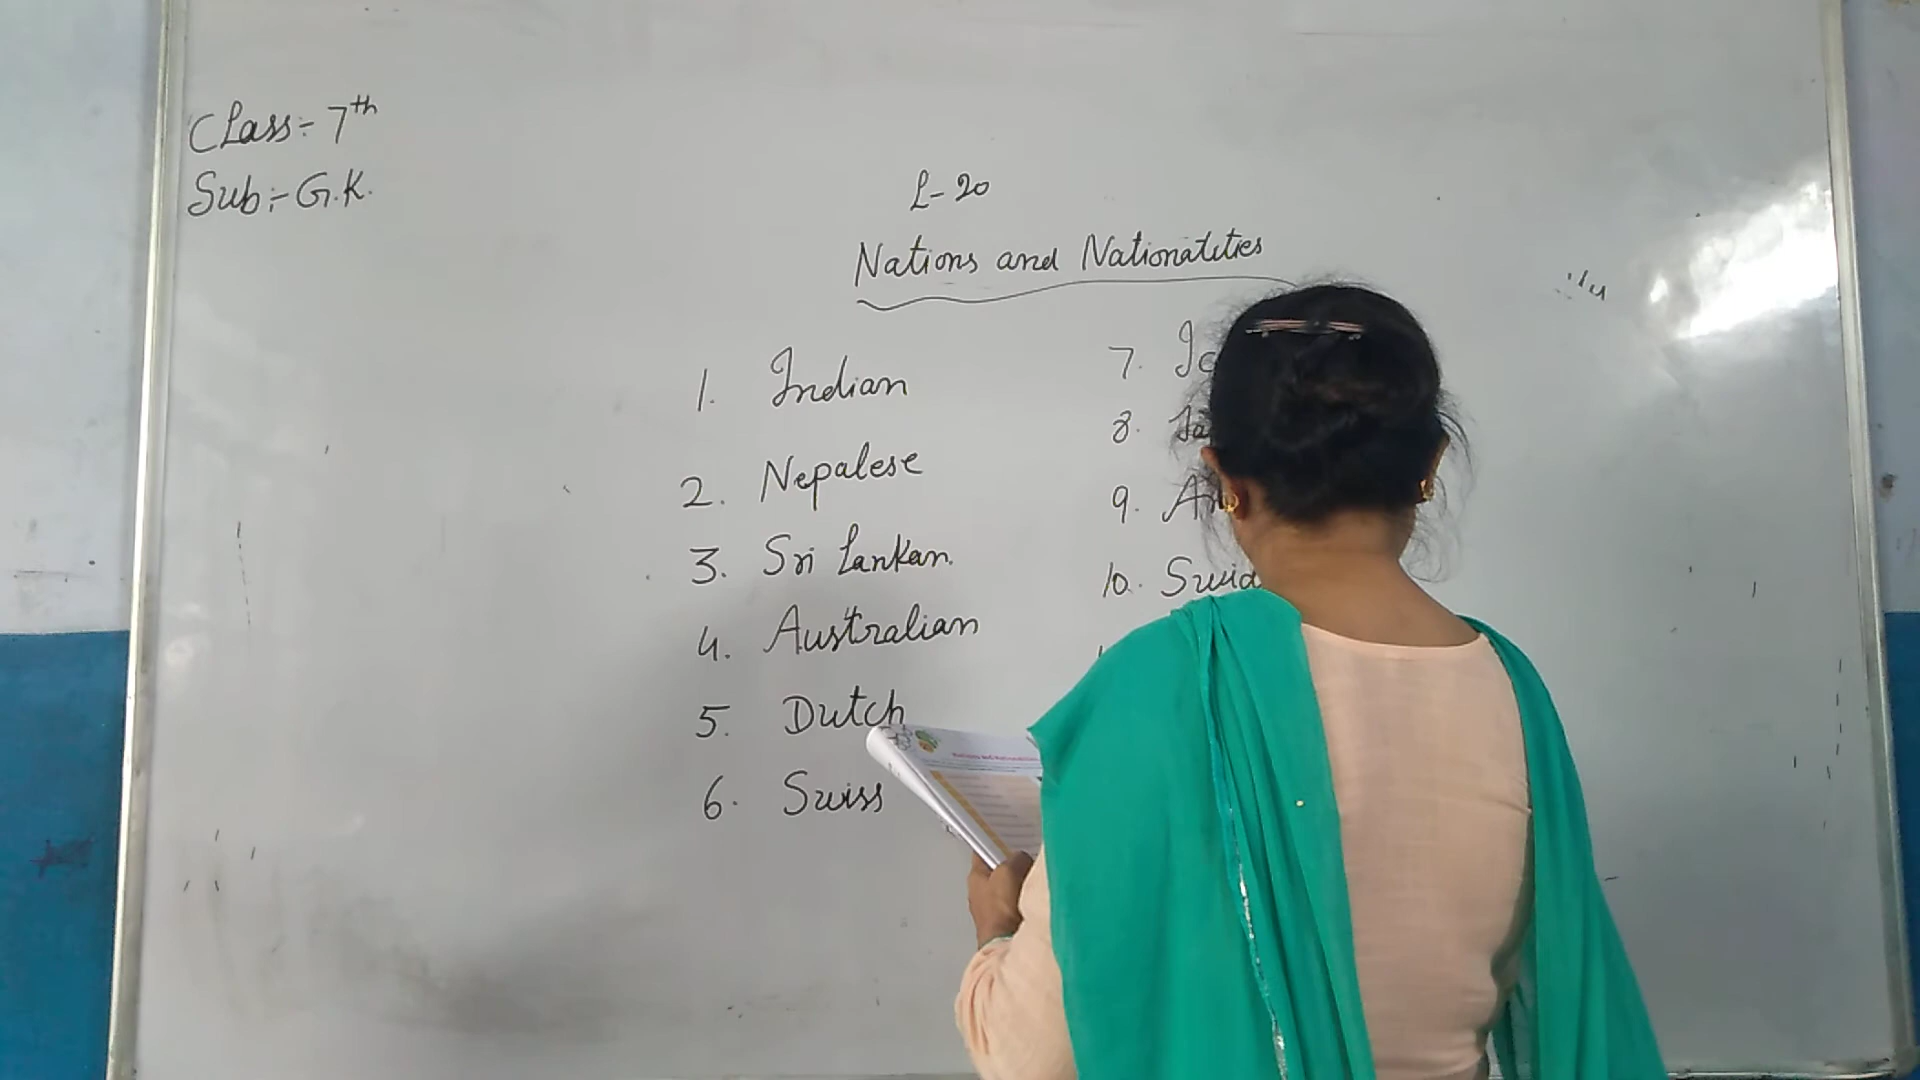 Class:- 7th
Sub:- G.K.
L-20
Nations and Nationalities
1. Indian
2. Nepalese
3. Sri Lankan.
4. Australian
5. Dutch
6. Swiss
7.
8.
9.
10.